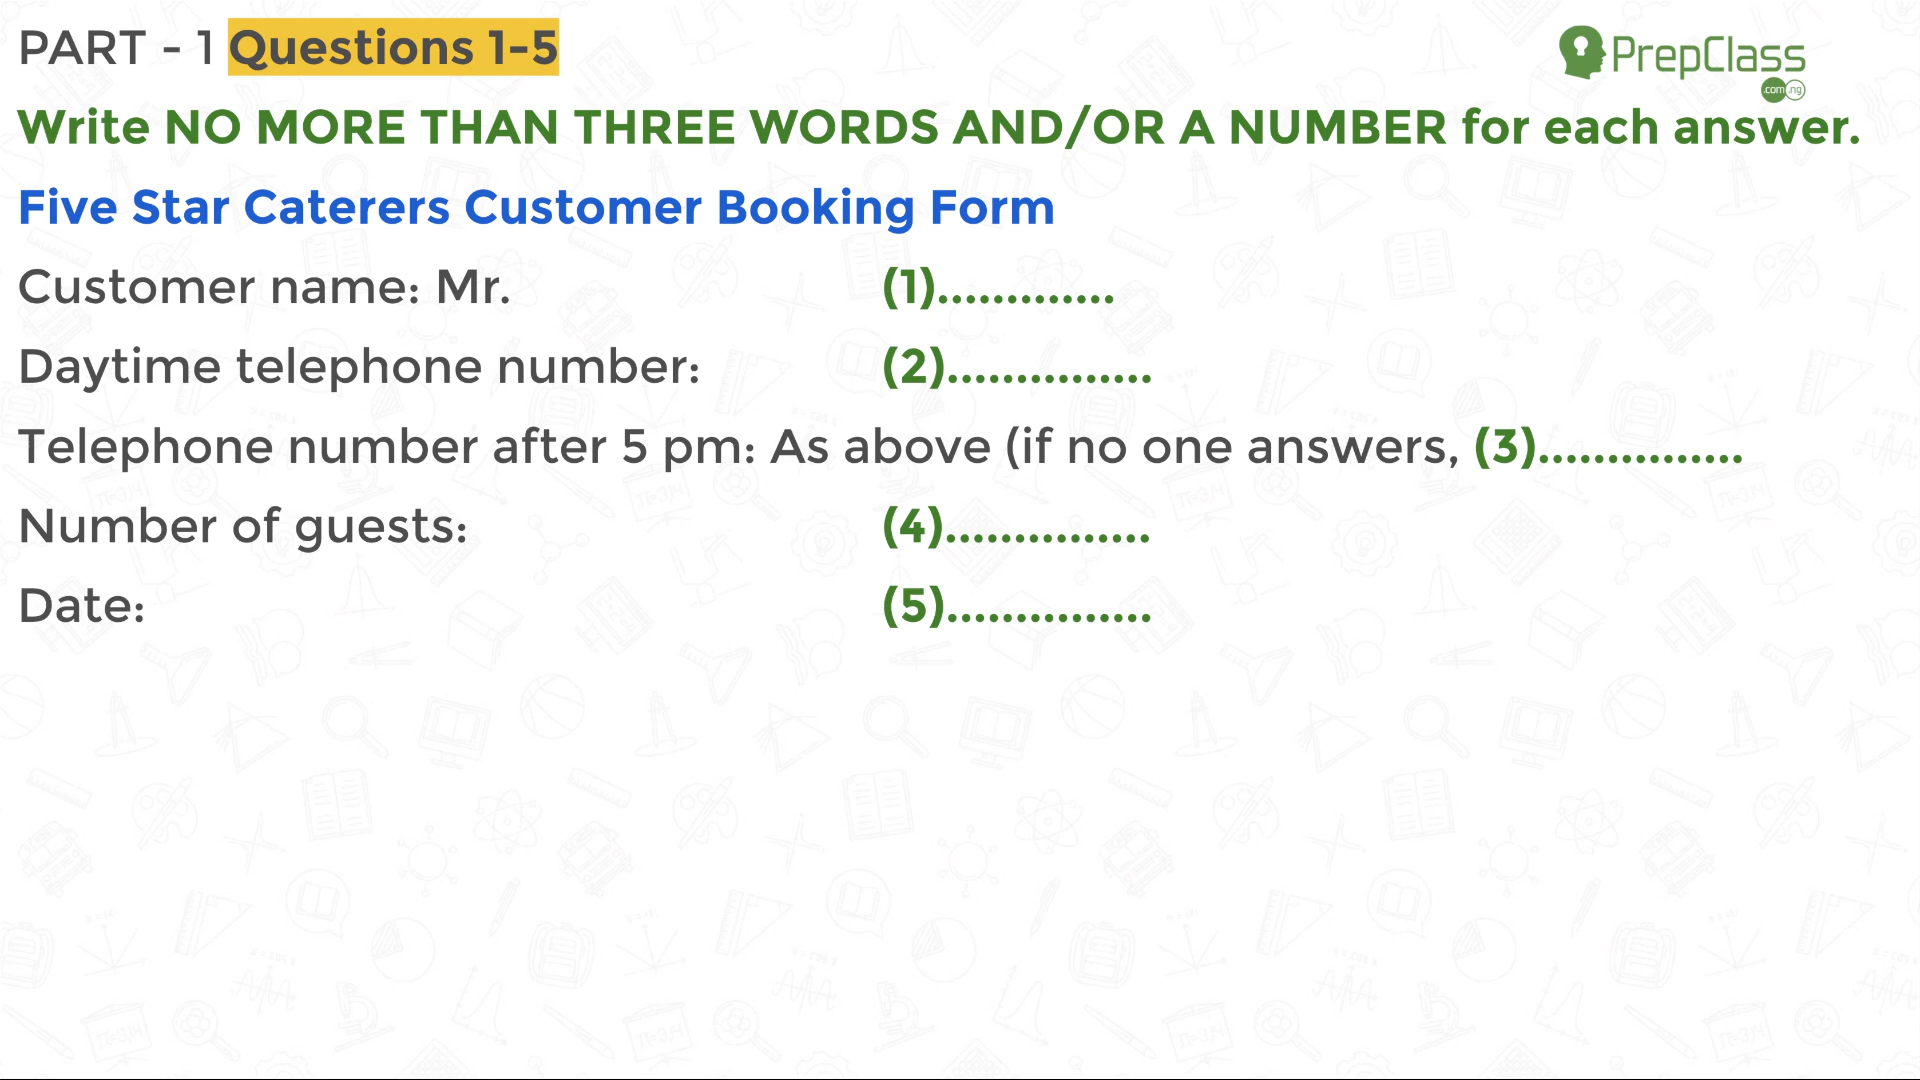 PART - 1 Questions 1-5
PrepClass
.com .ng
Write NO MORE THAN THREE WORDS AND/OR A NUMBER for each answer.
Five Star Caterers Customer Booking Form
Customer name: Mr. (1).............
Daytime telephone number: (2)...............
Telephone number after 5 pm: As above (if no one answers, (3)...............
Number of guests: (4)...............
Date: (5)...............